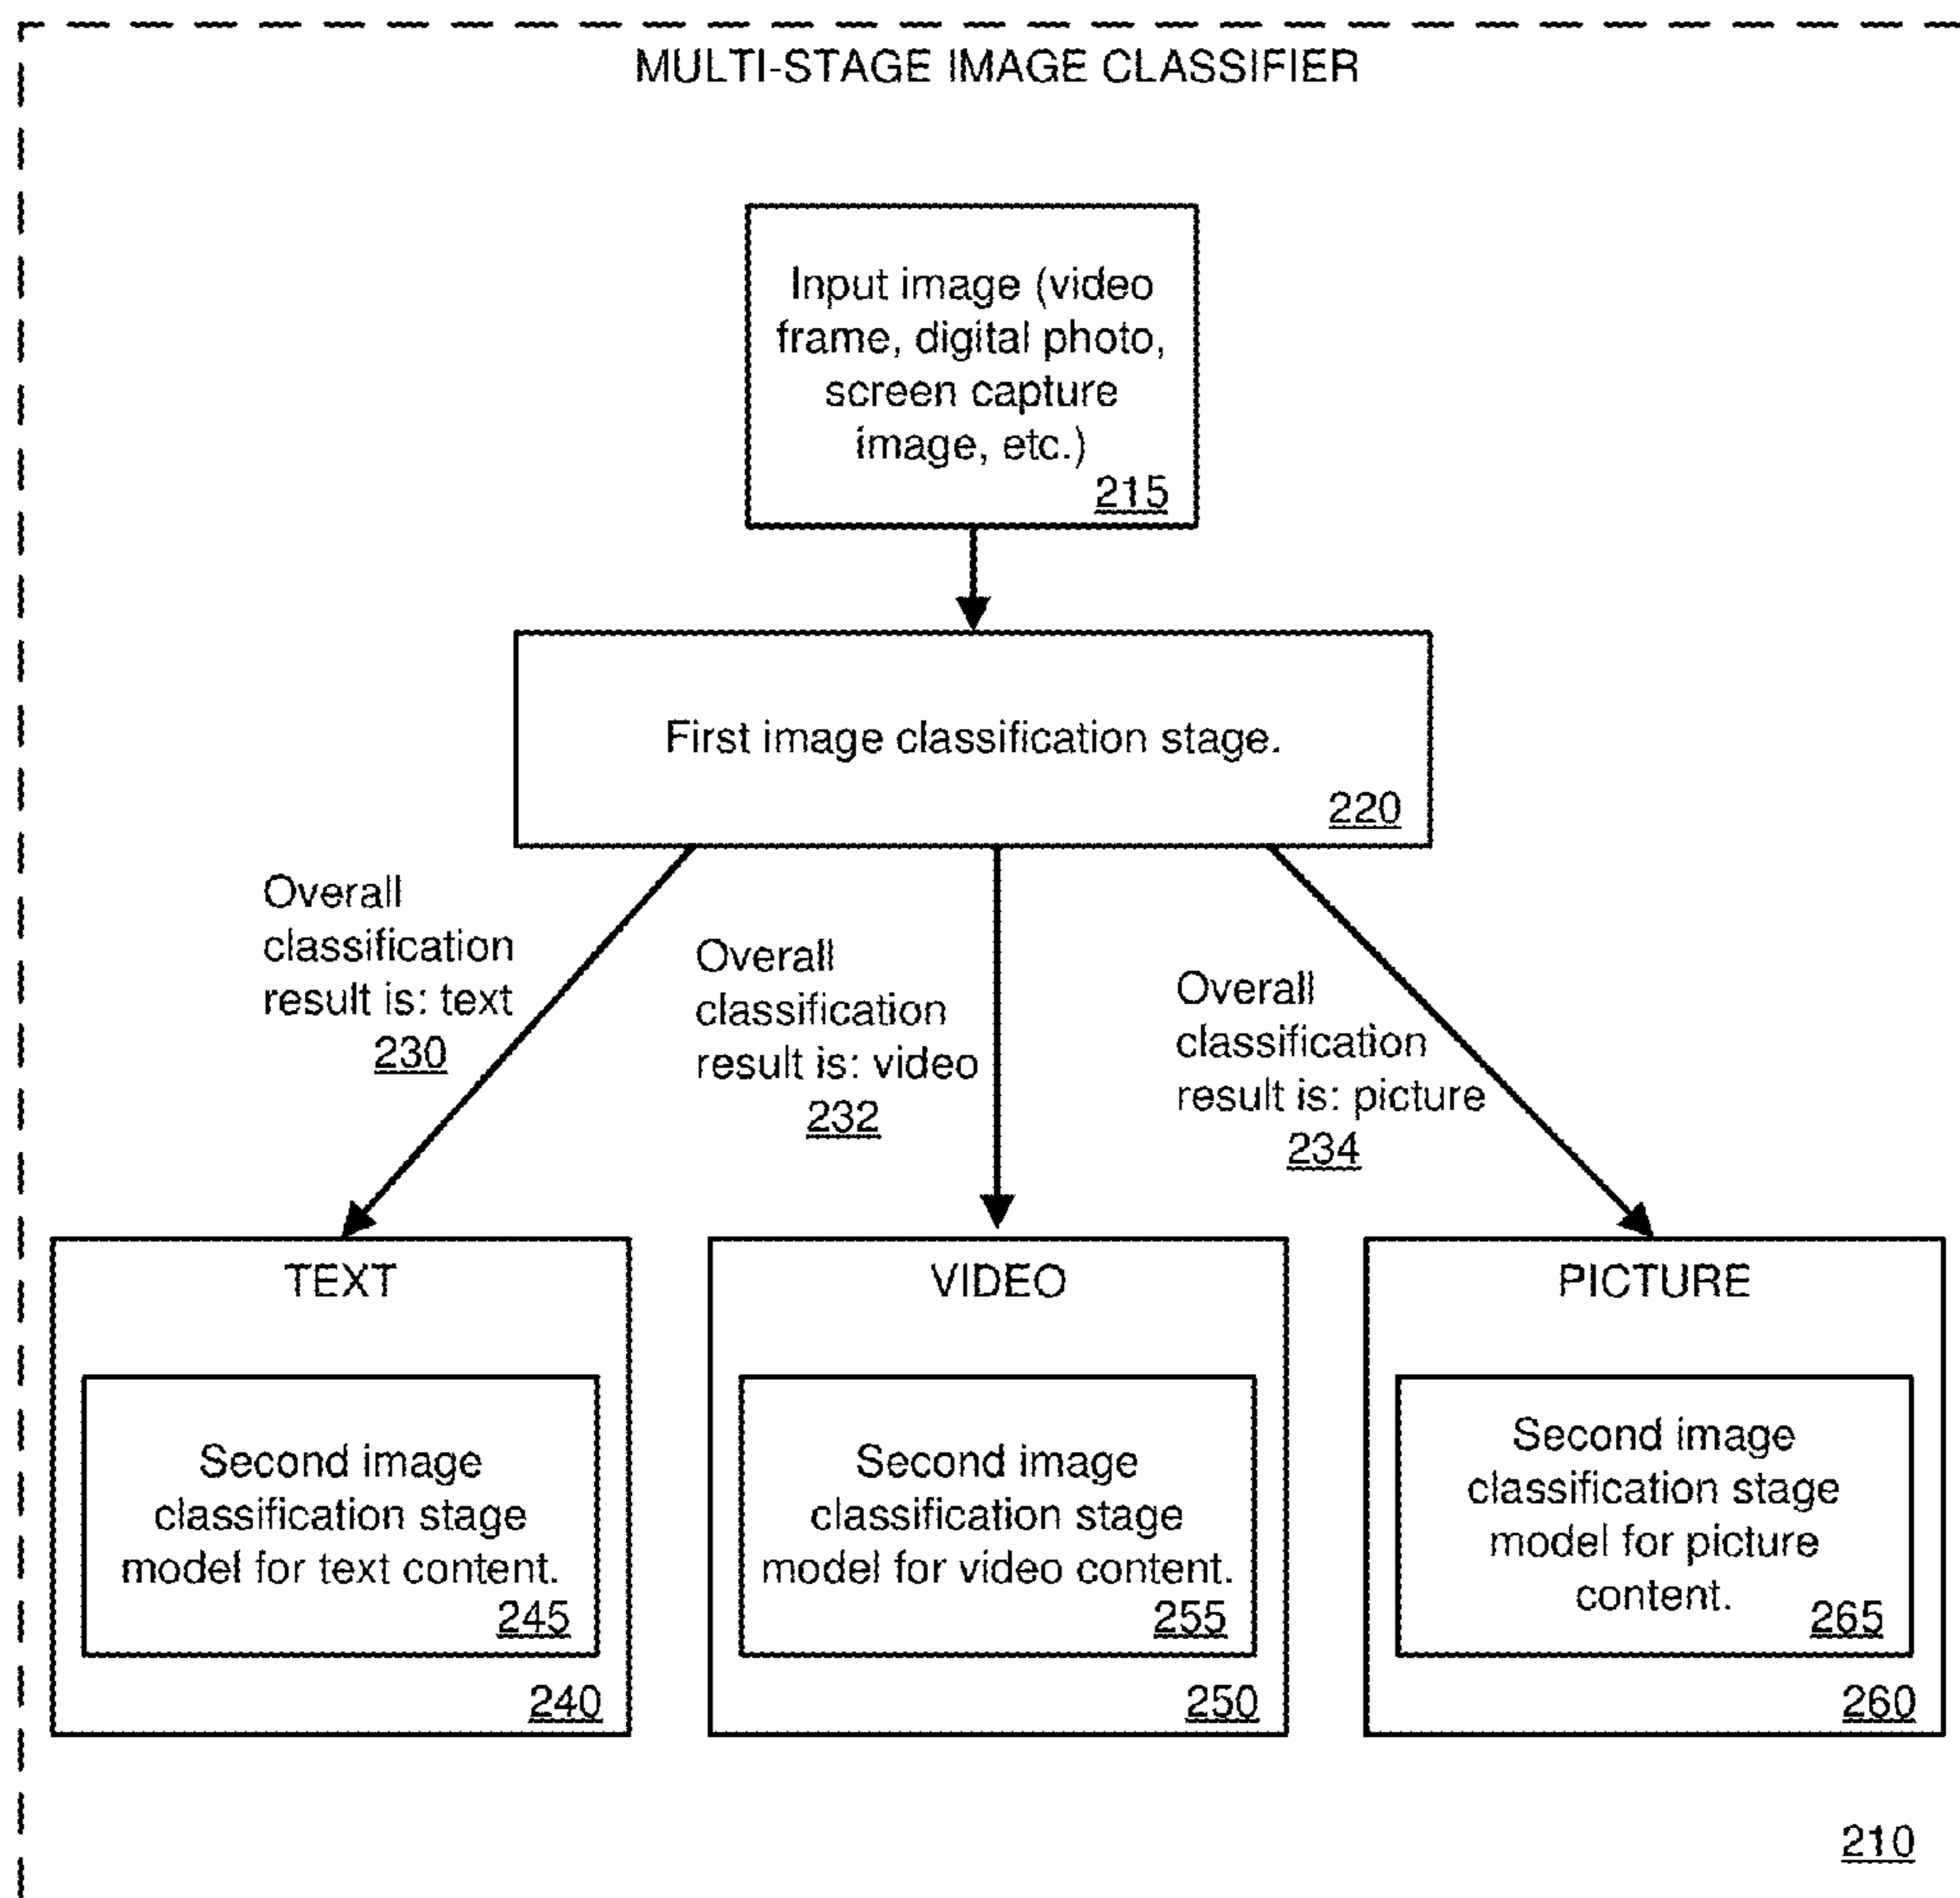 MULTI-STAGE IMAGE CLASSIFIER
Input image (video
frame, digital photo,
screen capture
image, etc.)
215
First image classification stage.
220
Overall
classification
result is: text
230
Overall
classification
result is: video
232
Overall
classification
result is: picture
234
TEXT
Second image
classification stage
model for text content.
245
240
VIDEO
Second image
classification stage
model for video content.
255
250
PICTURE
Second image
classification stage
model for picture
content.
265
260
210